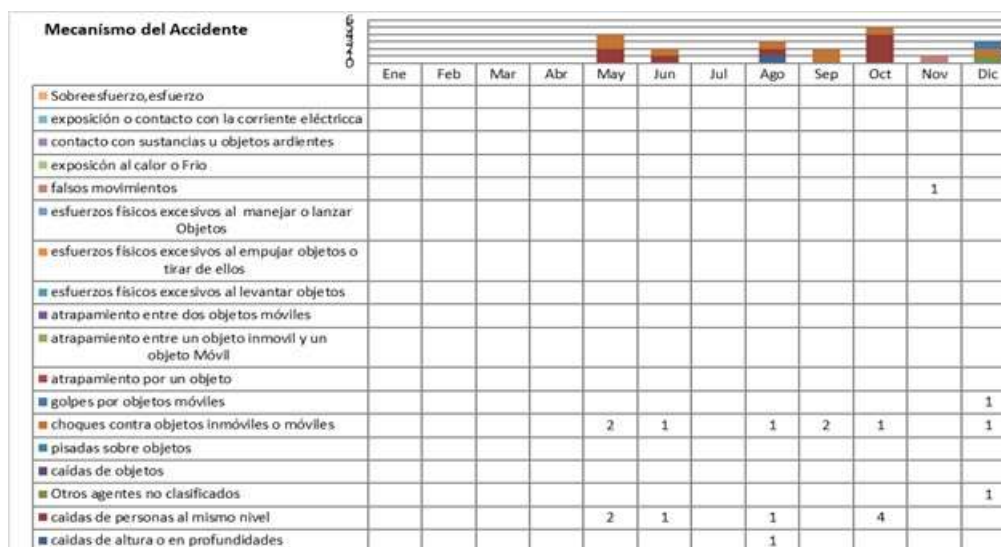 Mecanísmo del Accidente
0
Ene Feb Mar Abr May Jun Jul Ago Sep Oct Nov Dic
Sobreesfuerzo,esfuerzo
exposición o contacto con la corriente eléctricca
contacto con sustancias u objetos ardientes
exposicón al calor o Frio
falsos movimientos 1
esfuerzos físicos excesivos al manejar o lanzar
Objetos
esfuerzos físicos excesivos al empujar objetos o
tirar de ellos
esfuerzos físicos excesivos al levantar objetos
atrapamiento entre dos objetos móviles
atrapamiento entre un objeto inmovil y un
objeto Móvil
atrapamiento por un objeto
golpes por objetos móviles 1
choques contra objetos inmóviles o móviles 2 1 1 2 1 1
pisadas sobre objetos
caídas de objetos
Otros agentes no clasificados 1
caidas de personas al mismo nivel 2 1 1 4
caidas de altura o en profundidades 1